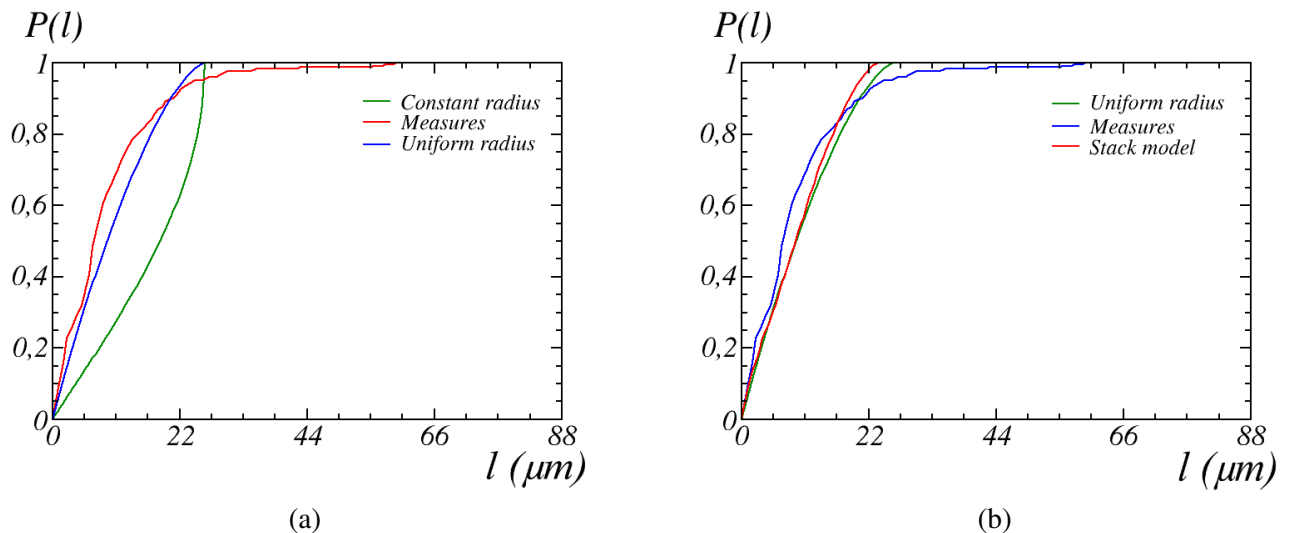 P(l)
1
0,8
0,6
0,4
0,2
0
0 22 44 66 88
l (μm)
Constant radius
Measures
Uniform radius
(a)
P(l)
1
0,8
0,6
0,4
0,2
0
0 22 44 66 88
l (μm)
Uniform radius
Measures
Stack model
(b)